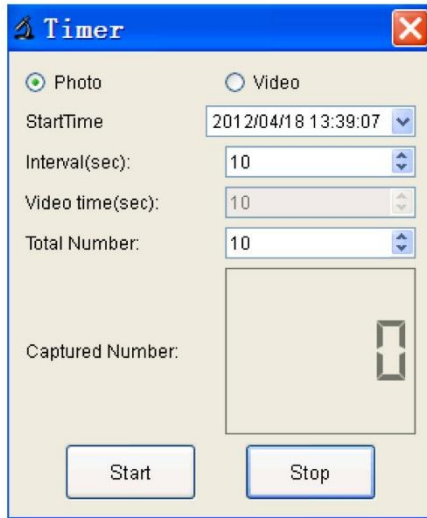 Timer
Photo Video
StartTime 2012/04/18 13:39:07
Interval(sec): 10
Video time(sec): 10
Total Number: 10
Captured Number: 0
Start Stop